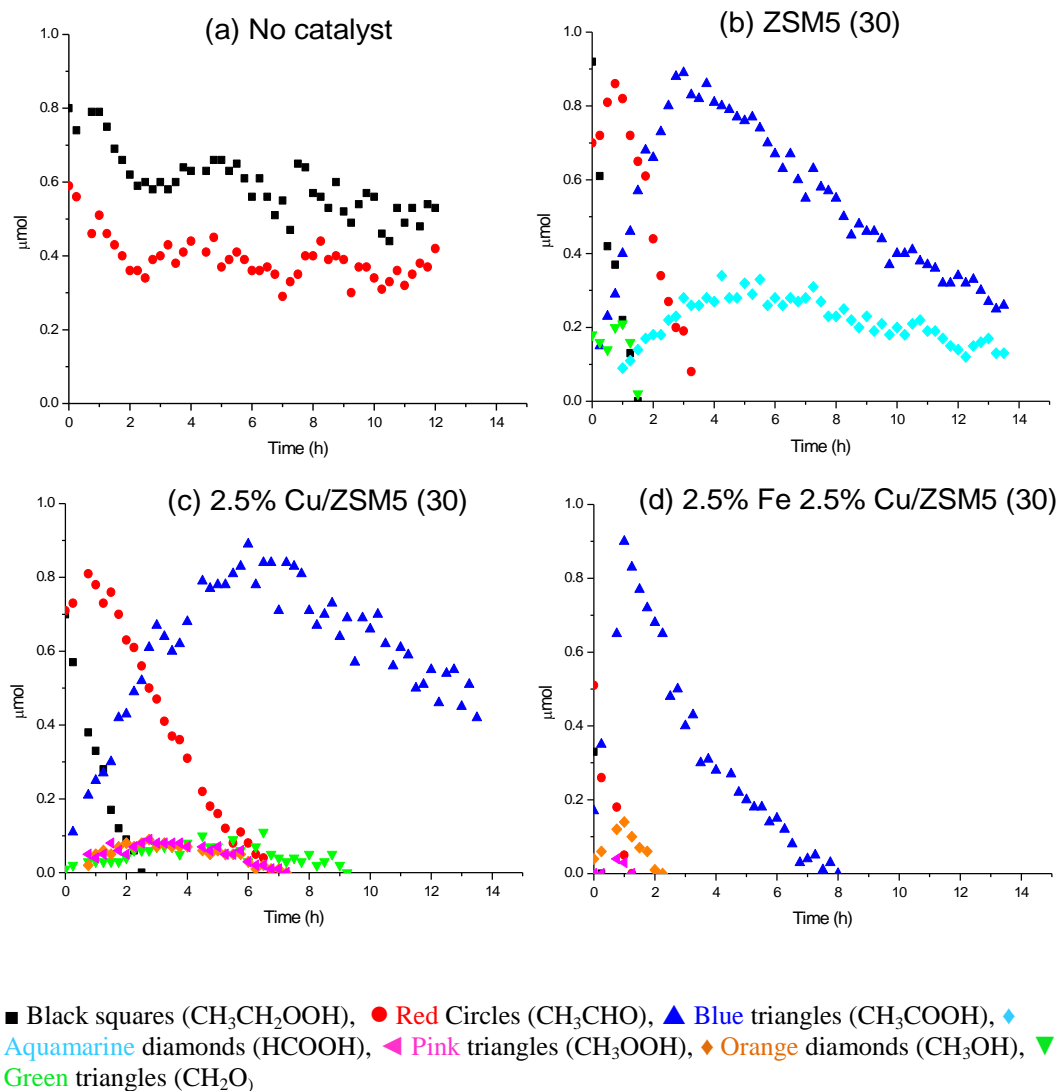 (a) No catalyst
1.0
0.8
0.6
0.4
0.2
0.0
μmol
0 2 4 6 8 10 12 14
Time (h)
(b) ZSM5 (30)
1.0
0.8
0.6
0.4
0.2
0.0
μmol
0 2 4 6 8 10 12 14
Time (h)
(c) 2.5% Cu/ZSM5 (30)
1.0
0.8
0.6
0.4
0.2
0.0
μmol
0 2 4 6 8 10 12 14
Time (h)
(d) 2.5% Fe 2.5% Cu/ZSM5 (30)
1.0
0.8
0.6
0.4
0.2
0.0
μmol
0 2 4 6 8 10 12 14
Time (h)
■ Black squares (CH₃CH₂OOH), ● Red Circles (CH₃CHO), ▲ Blue triangles (CH₃COOH), ♦
Aquamarine diamonds (HCOOH), ◄ Pink triangles (CH₃OOH), ♦ Orange diamonds (CH₃OH), ▼
Green triangles (CH₂O)